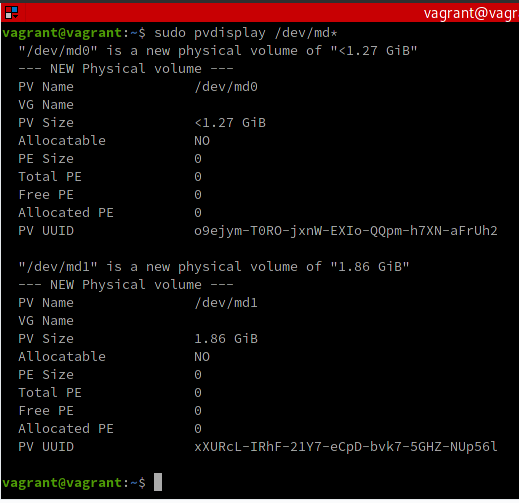 vagrant@vagrant
vagrant@vagrant:~$ sudo pvdisplay /dev/md*
  "/dev/md0" is a new physical volume of "<1.27 GiB"
  --- NEW Physical volume ---
  PV Name               /dev/md0
  VG Name
  PV Size               <1.27 GiB
  Allocatable           NO
  PE Size               0
  Total PE              0
  Free PE               0
  Allocated PE          0
  PV UUID               o9ejym-T0RO-jxnW-EXIo-QQpm-h7XN-aFrUh2

  "/dev/md1" is a new physical volume of "1.86 GiB"
  --- NEW Physical volume ---
  PV Name               /dev/md1
  VG Name
  PV Size               1.86 GiB
  Allocatable           NO
  PE Size               0
  Total PE              0
  Free PE               0
  Allocated PE          0
  PV UUID               xXURcL-IRhF-21Y7-eCpD-bvk7-5GHZ-NUp56l

vagrant@vagrant:~$